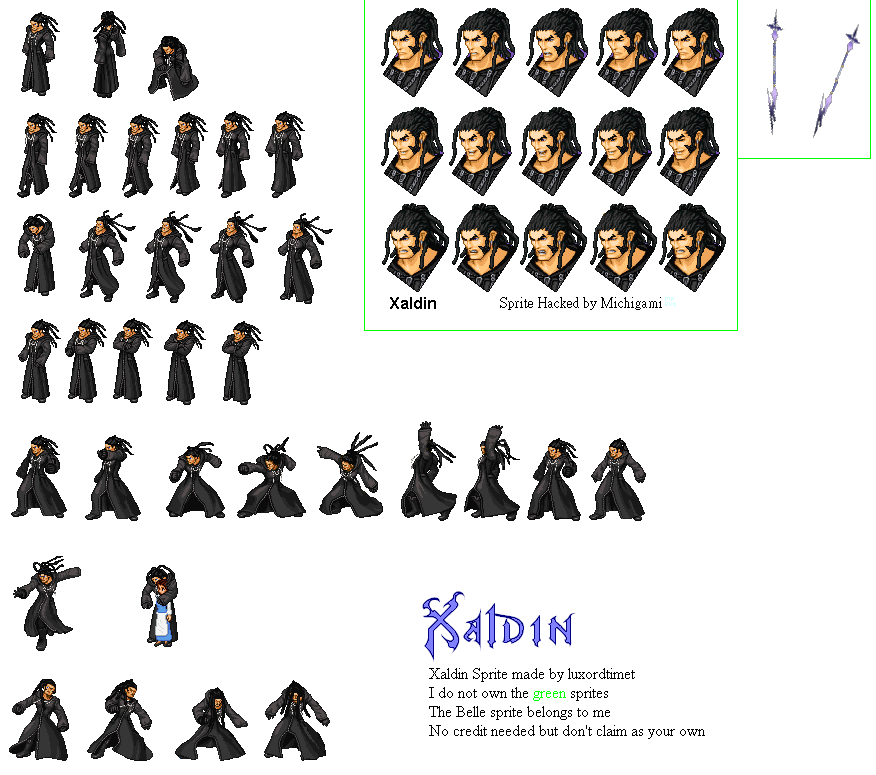 Xaldin
Sprite Hacked by Michigami
Xaldin
Xaldin Sprite made by luxordtimet
I do not own the green sprites
The Belle sprite belongs to me
No credit needed but don't claim as your own